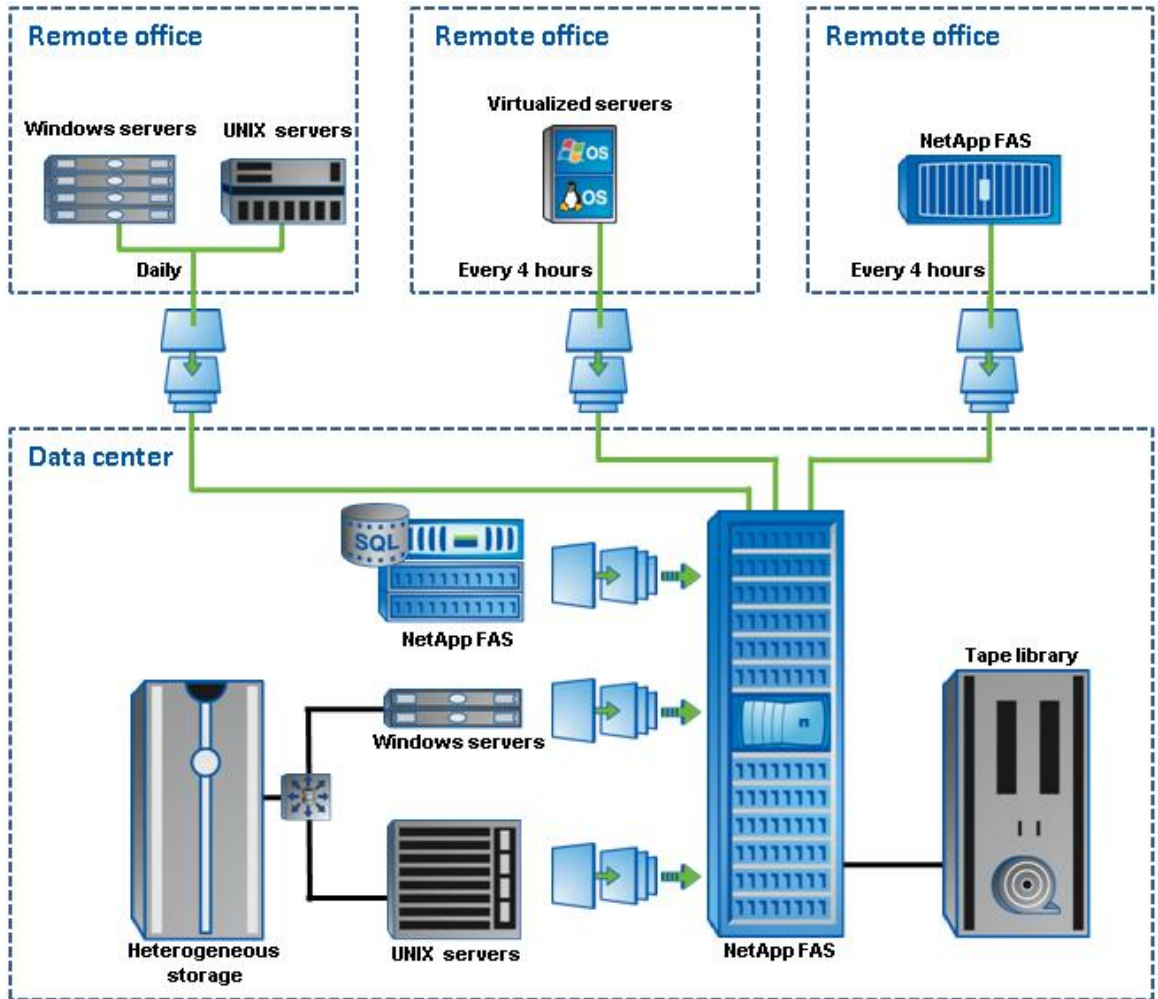 Remote office
Remote office
Remote office
Windows servers
UNIX servers
Virtualized servers
NetApp FAS
OS
OS
Daily
Every 4 hours
Every 4 hours
Data center
SQL
NetApp FAS
Tape library
Windows servers
Heterogeneous
storage
UNIX servers
NetApp FAS